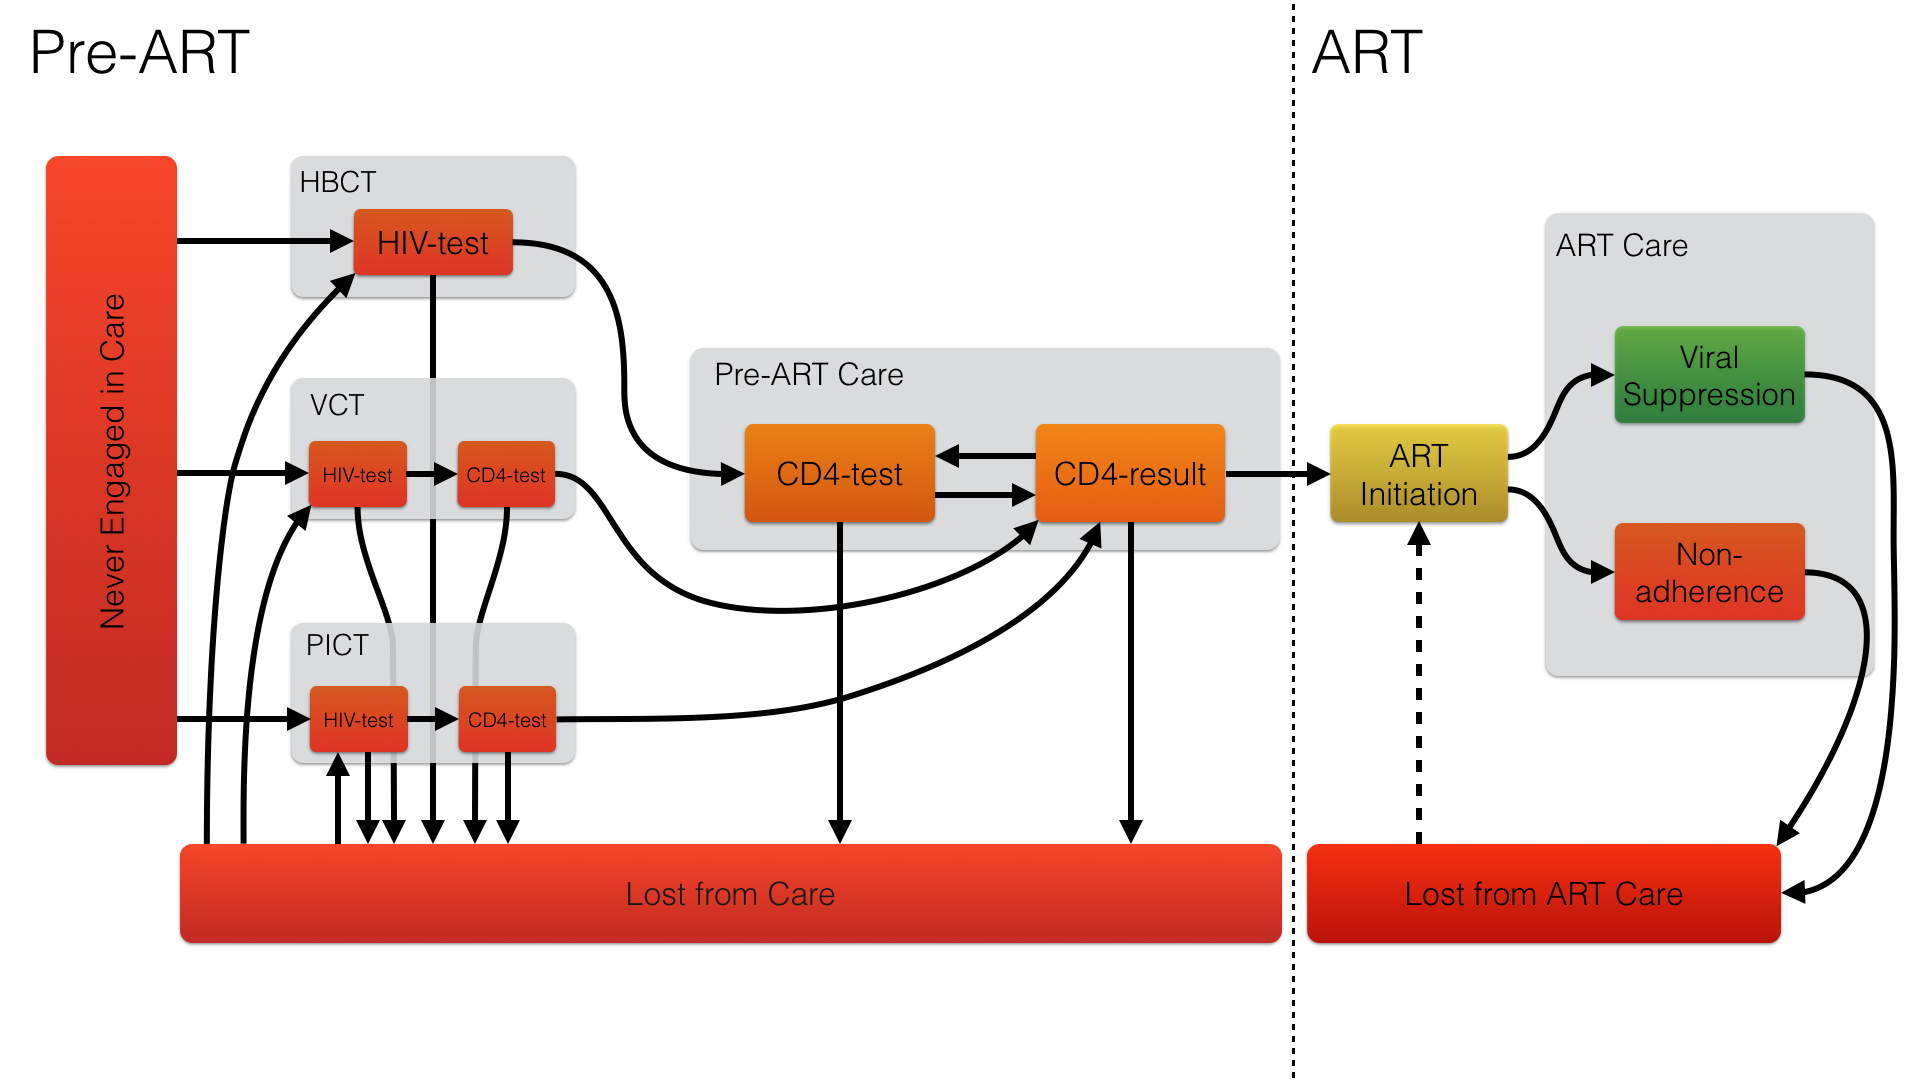 Pre-ART
ART
Never Engaged in Care
HBCT
HIV-test
VCT
HIV-test
CD4-test
PICT
HIV-test
CD4-test
Pre-ART Care
CD4-test
CD4-result
ART
Initiation
ART Care
Viral
Suppression
Non-
adherence
Lost from Care
Lost from ART Care